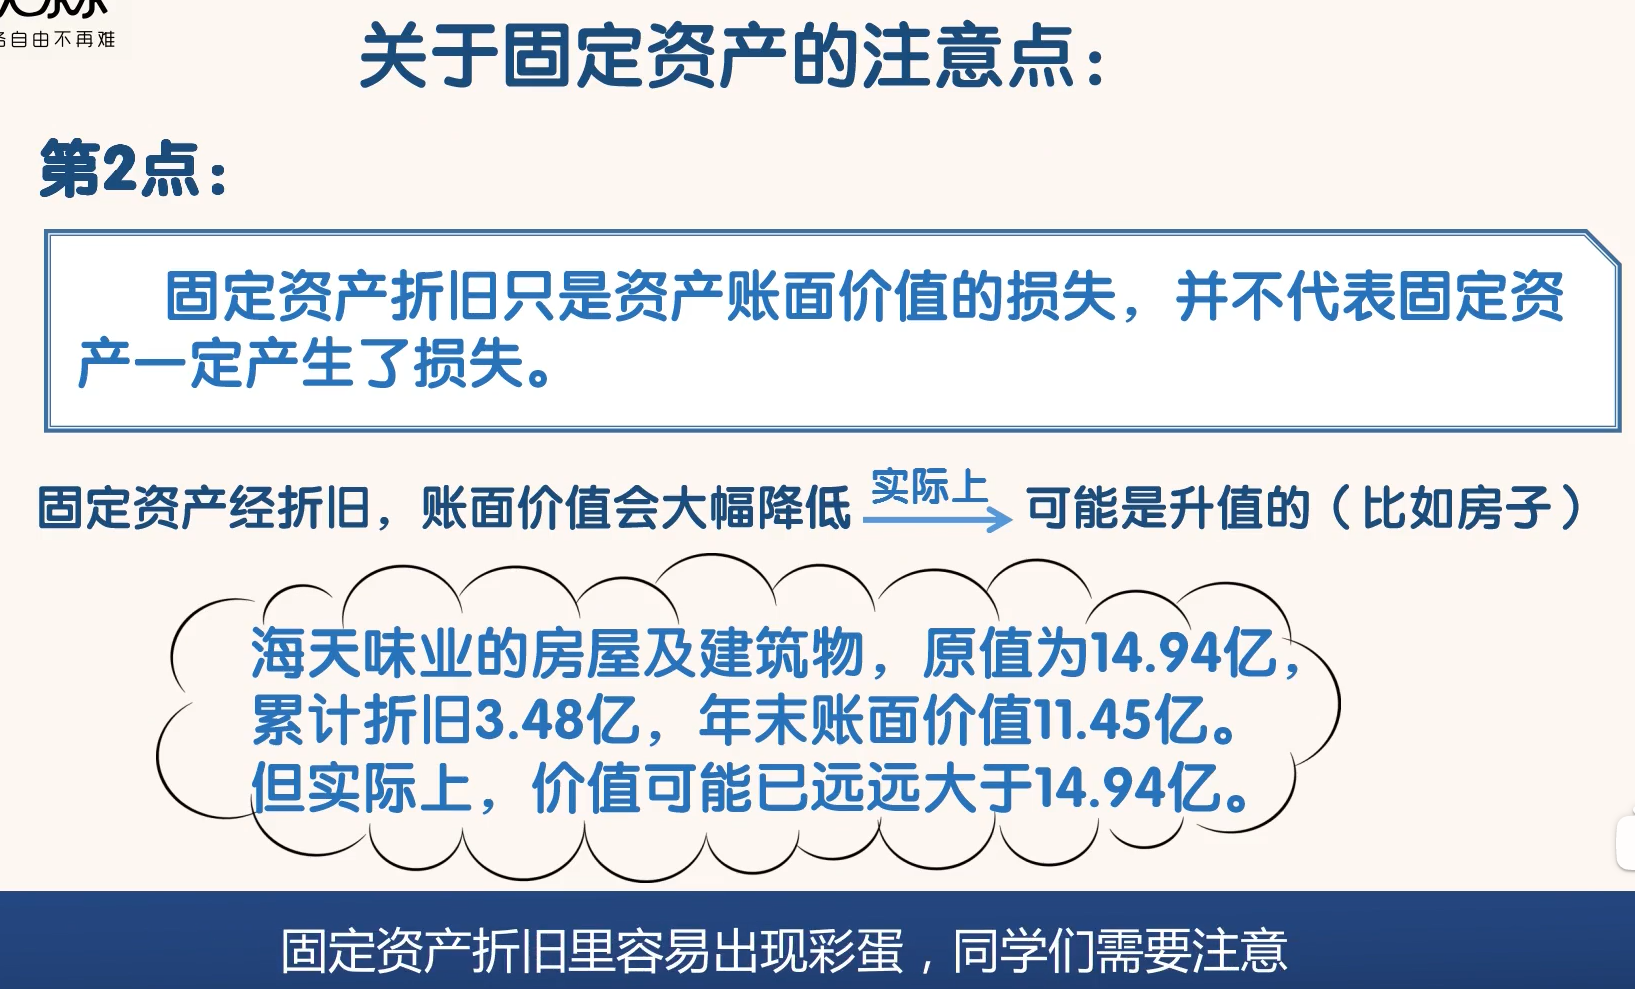 自由不再难
关于固定资产的注意点：
第2点：
固定资产折旧只是资产账面价值的损失，并不代表固定资
产一定产生了损失。
固定资产经折旧，账面价值会大幅降低 实际上 可能是升值的（比如房子）
海天味业的房屋及建筑物，原值为14.94亿，
累计折旧3.48亿，年末账面价值11.45亿。
但实际上，价值可能已远远大于14.94亿。
固定资产折旧里容易出现彩蛋，同学们需要注意